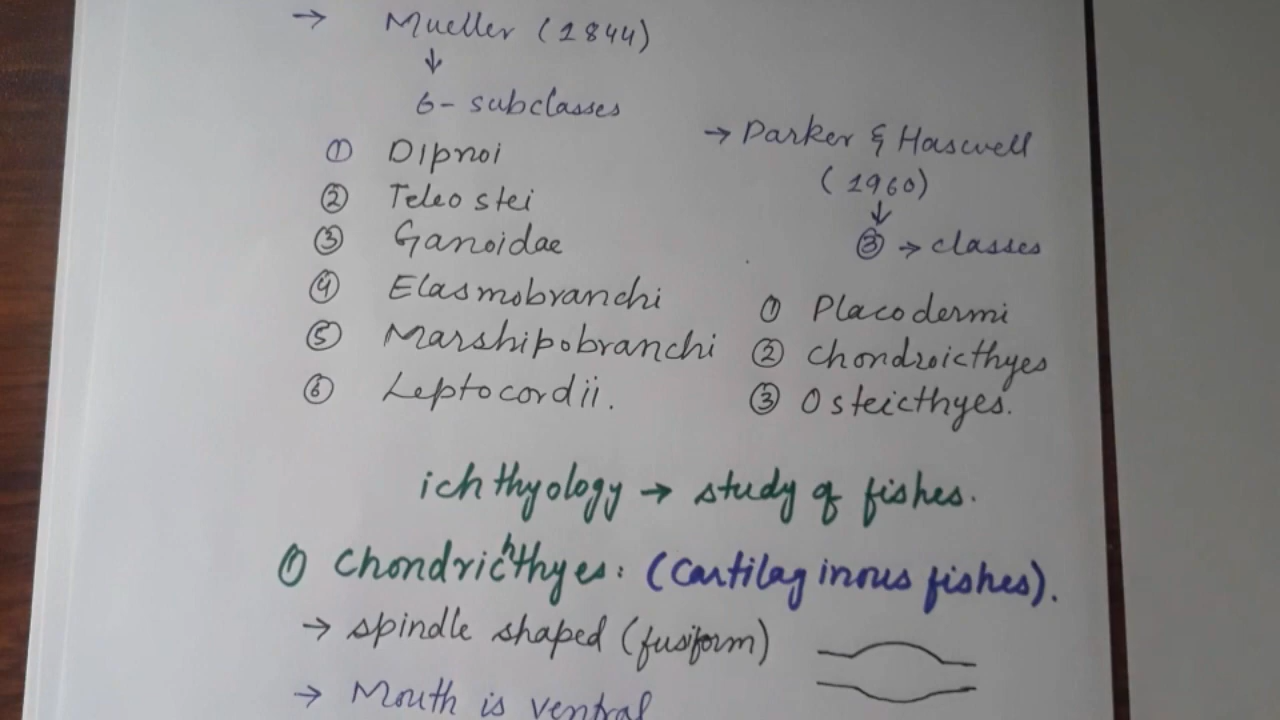 → Mueller (1844)
↓
6- subclasses
① Dipnoi
② Teleostei
③ Ganoidae
④ Elasmobranchi
⑤ Marshipobranchi
⑥ Leptocordii.
→ Parker & Haswell
(1960)
↓
③ → classes
① Placodermi
② Chondroicthyes
③ Osteicthyes.
ichthyology → study of fishes.
① Chondrichthyes: (Cartilaginous fishes).
→ spindle shaped (fusiform)
→ Mouth is ventral